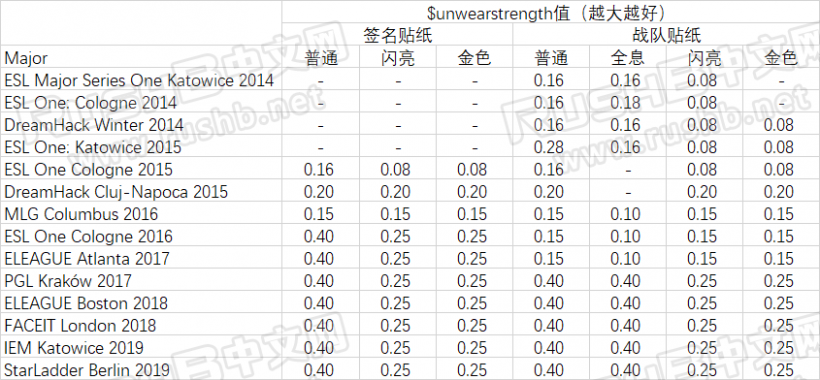 $unwearstrength值（越大越好）
签名贴纸 战队贴纸
Major 普通 闪亮 金色 普通 全息 闪亮 金色
ESL Major Series One Katowice 2014 - - - 0.16 0.16 0.08 -
ESL One: Cologne 2014 - - - 0.16 0.18 0.08 -
DreamHack Winter 2014 - - - 0.16 0.16 0.08 0.08
ESL One: Katowice 2015 - - - 0.28 0.16 0.08 0.08
ESL One Cologne 2015 0.16 0.08 0.08 0.16 - 0.08 0.08
DreamHack Cluj-Napoca 2015 0.20 0.20 0.20 0.20 - 0.20 0.20
MLG Columbus 2016 0.15 0.15 0.15 0.15 0.10 0.15 0.15
ESL One Cologne 2016 0.40 0.25 0.25 0.15 0.10 0.15 0.15
ELEAGUE Atlanta 2017 0.40 0.25 0.25 0.15 0.10 0.15 0.15
PGL Kraków 2017 0.40 0.25 0.25 0.40 0.40 0.25 0.25
ELEAGUE Boston 2018 0.40 0.25 0.25 0.40 0.40 0.25 0.25
FACEIT London 2018 0.40 0.25 0.25 0.40 0.40 0.25 0.25
IEM Katowice 2019 0.40 0.25 0.25 0.40 0.40 0.25 0.25
StarLadder Berlin 2019 0.40 0.25 0.25 0.40 0.40 0.25 0.25
RUSHB中文网
www.rushb.net